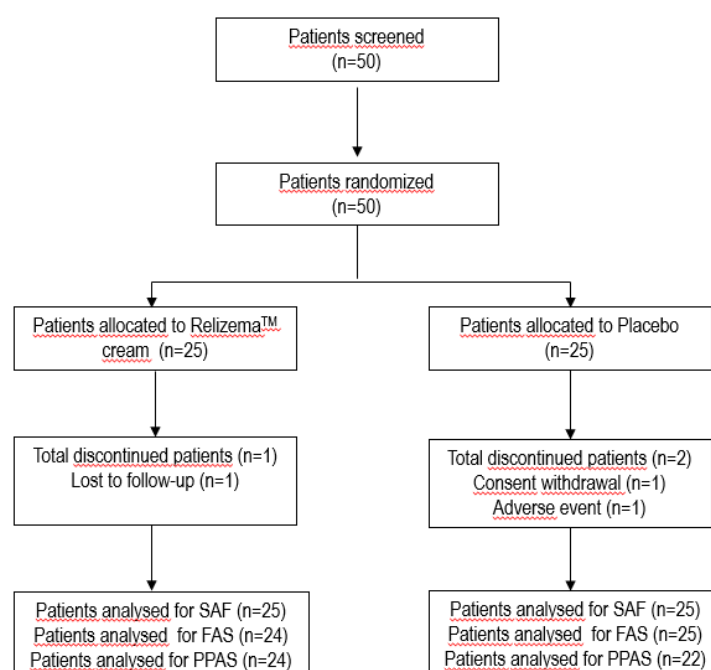 Patients screened
(n=50)
Patients randomized
(n=50)
Patients allocated to Relizema™
cream (n=25)
Patients allocated to Placebo
(n=25)
Total discontinued patients (n=1)
Lost to follow-up (n=1)
Total discontinued patients (n=2)
Consent withdrawal (n=1)
Adverse event (n=1)
Patients analysed for SAF (n=25)
Patients analysed for FAS (n=24)
Patients analysed for PPAS (n=24)
Patients analysed for SAF (n=25)
Patients analysed for FAS (n=25)
Patients analysed for PPAS (n=22)